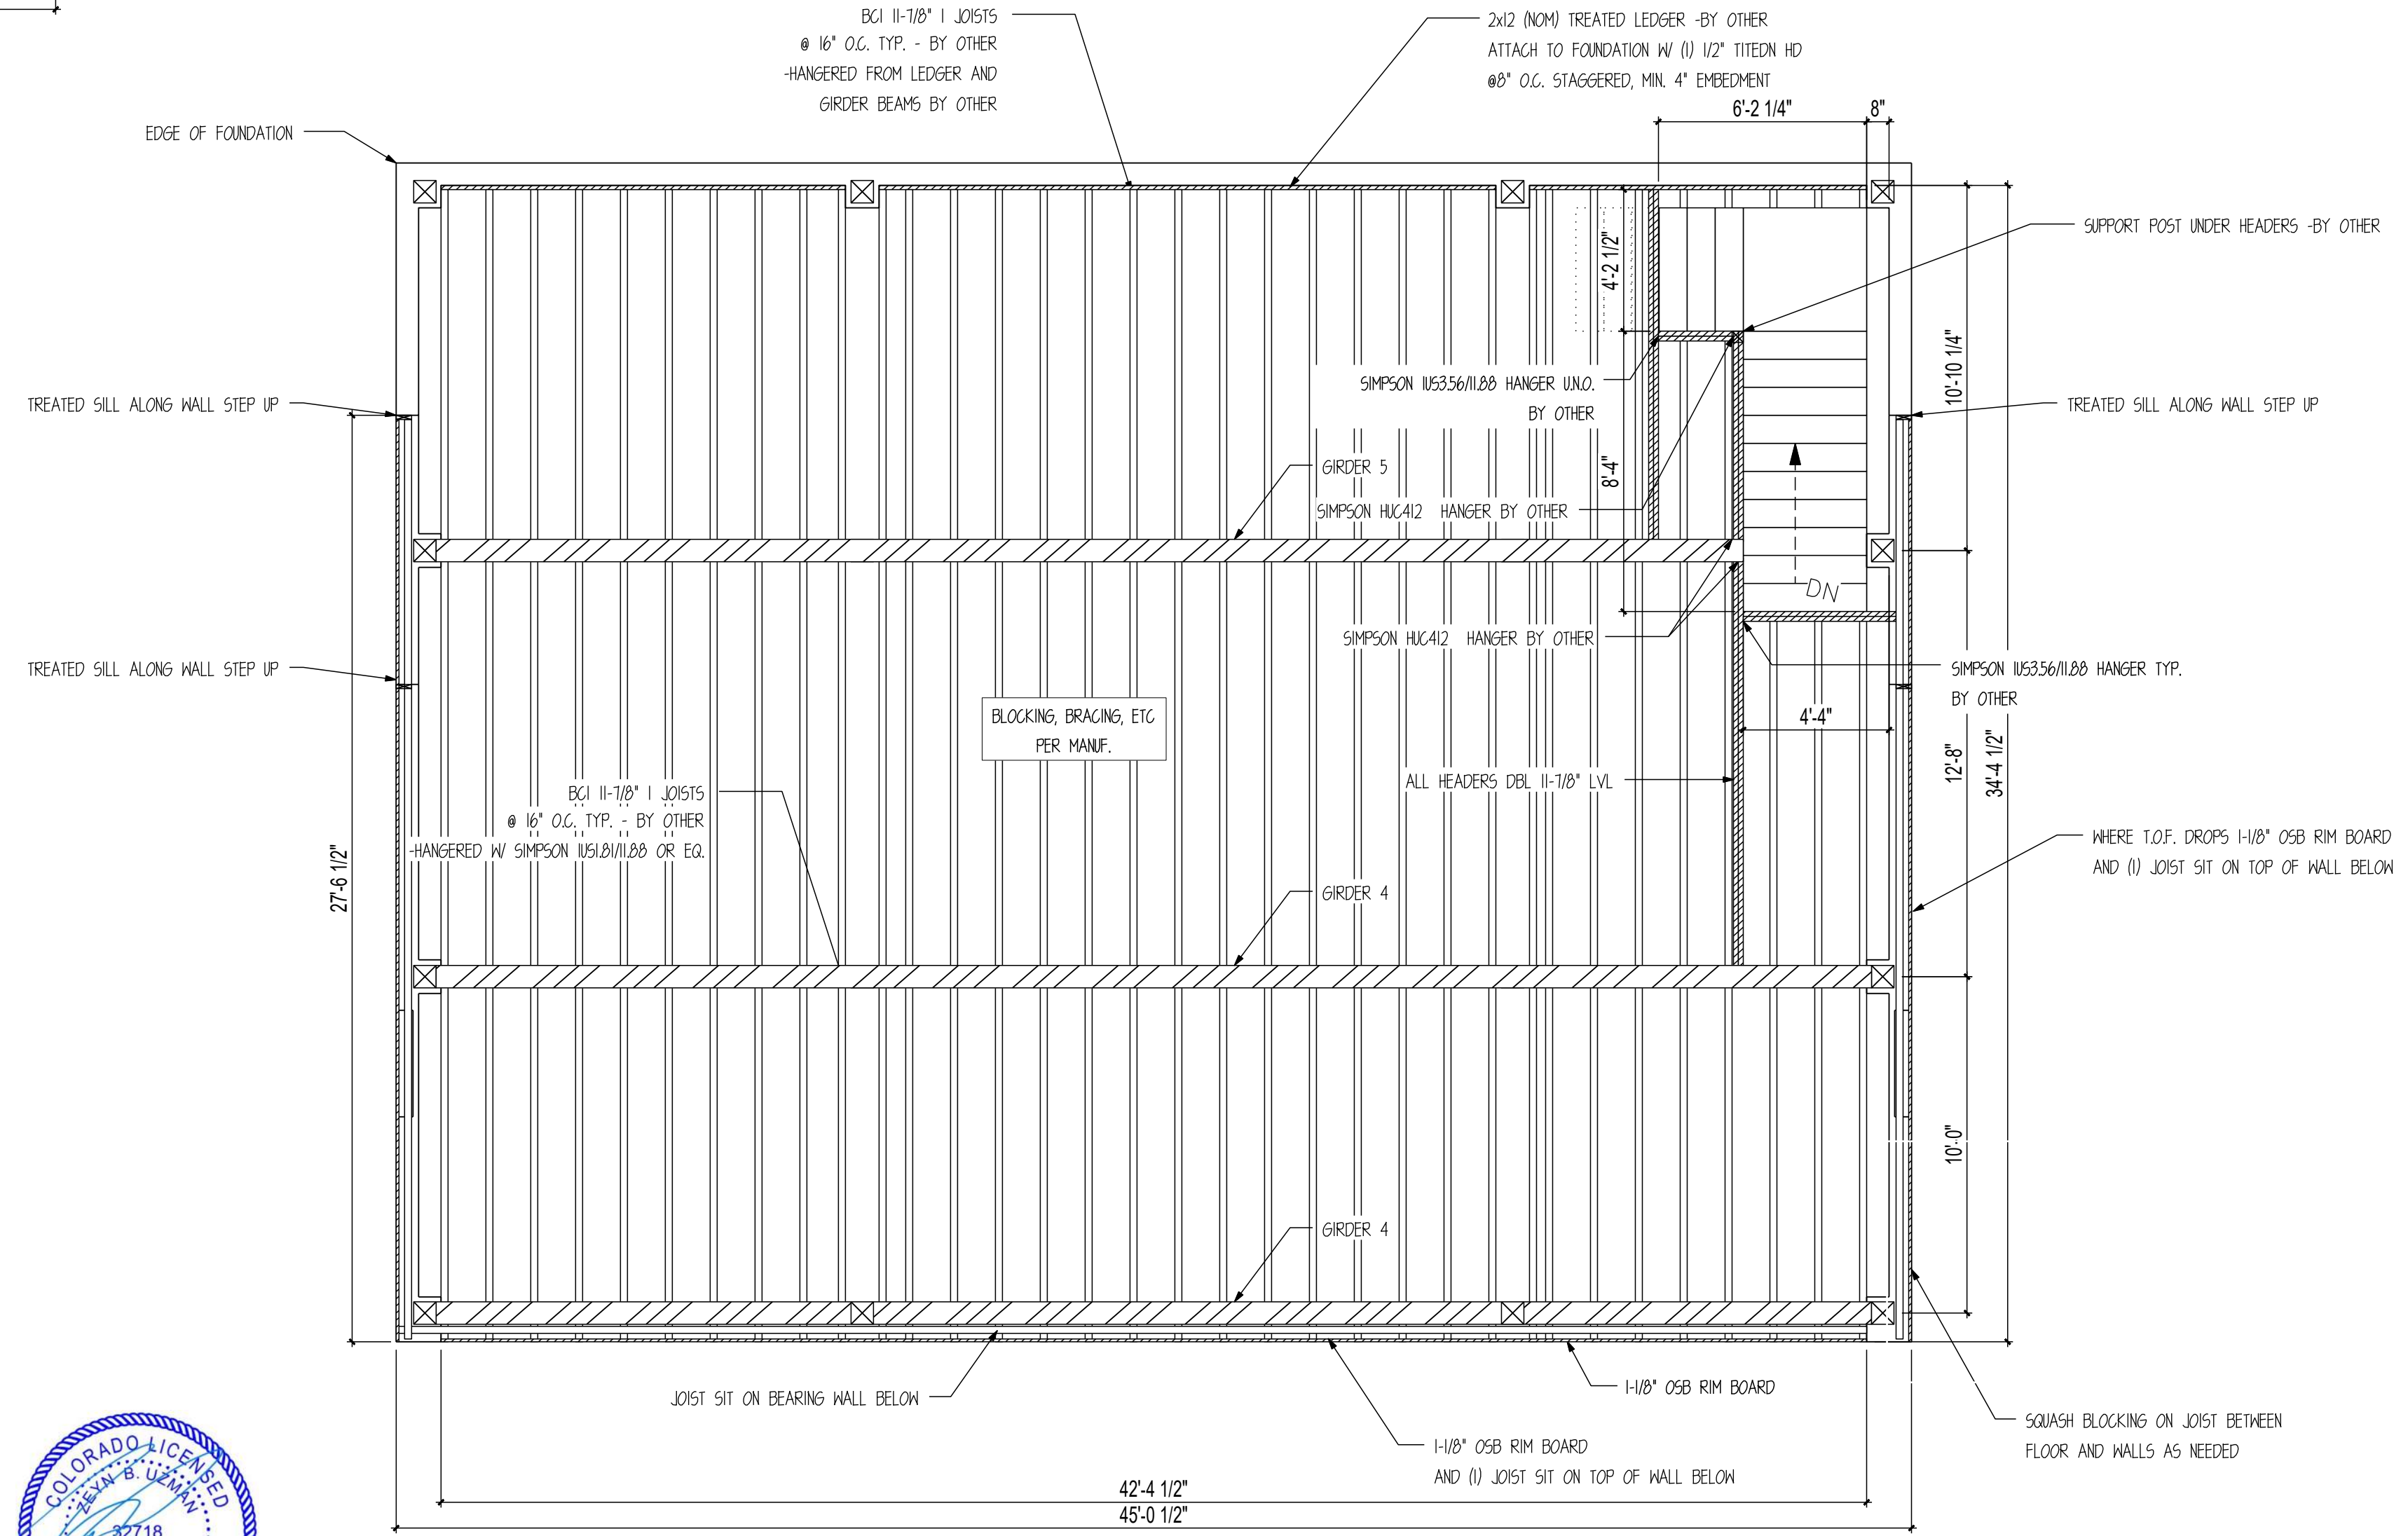 BCI 11-7/8" I JOISTS
@ 16" O.C. TYP. - BY OTHER
-HANGERED FROM LEDGER AND
GIRDER BEAMS BY OTHER
2x12 (NOM) TREATED LEDGER -BY OTHER
ATTACH TO FOUNDATION W/ (1) 1/2" TITEDN HD
@8" O.C. STAGGERED, MIN. 4" EMBEDMENT
6'-2 1/4"
8"
EDGE OF FOUNDATION
SUPPORT POST UNDER HEADERS -BY OTHER
4'-2 1/2"
10'-10 1/4"
SIMPSON IUS3.56/11.88 HANGER U.N.O.
BY OTHER
TREATED SILL ALONG WALL STEP UP
TREATED SILL ALONG WALL STEP UP
GIRDER 5
8'-4"
SIMPSON HUC412 HANGER BY OTHER
DN
SIMPSON HUC412 HANGER BY OTHER
TREATED SILL ALONG WALL STEP UP
SIMPSON IUS3.56/11.88 HANGER TYP.
BY OTHER
BLOCKING, BRACING, ETC
PER MANUF.
4'-4"
12'-8"
34'-4 1/2"
ALL HEADERS DBL 11-7/8" LVL
BCI 11-7/8" I JOISTS
@ 16" O.C. TYP. - BY OTHER
-HANGERED W/ SIMPSON IUS1.81/11.88 OR EQ.
27'-6 1/2"
WHERE T.O.F. DROPS 1-1/8" OSB RIM BOARD
AND (1) JOIST SIT ON TOP OF WALL BELOW
GIRDER 4
10'-0"
GIRDER 4
JOIST SIT ON BEARING WALL BELOW
1-1/8" OSB RIM BOARD
1-1/8" OSB RIM BOARD
AND (1) JOIST SIT ON TOP OF WALL BELOW
SQUASH BLOCKING ON JOIST BETWEEN
FLOOR AND WALLS AS NEEDED
42'-4 1/2"
45'-0 1/2"
COLORADO LICENSED
ZEYN B. UZMAN
32718